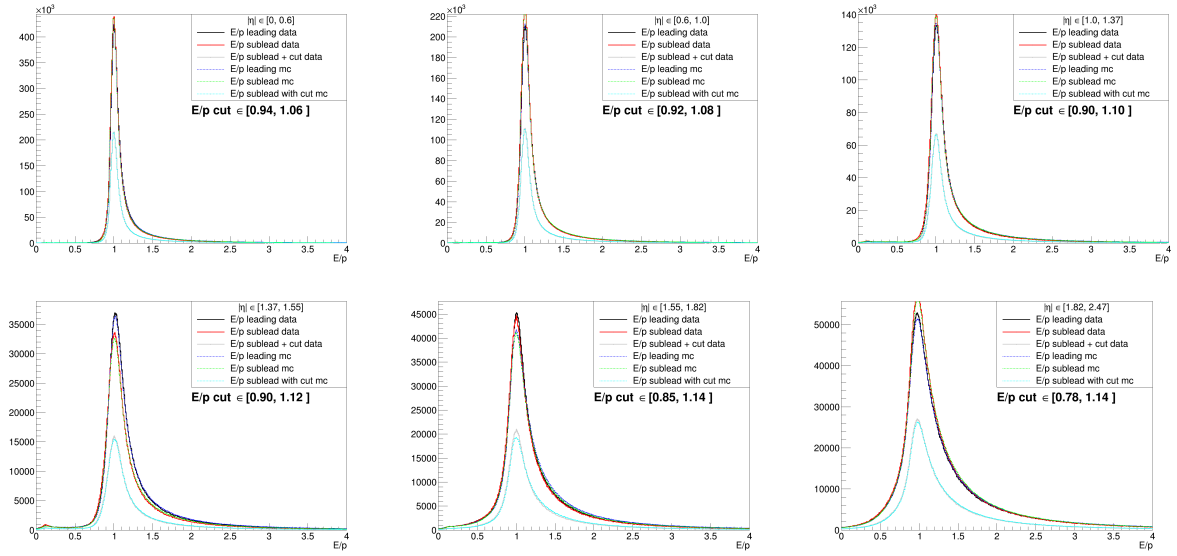 ×10³
|η| ∈ [0, 0.6]
E/p leading data
E/p sublead data
E/p sublead + cut data
E/p leading mc
E/p sublead mc
E/p sublead with cut mc
E/p cut ∈ [0.94, 1.06 ]
400
350
300
250
200
150
100
50
0
0 0.5 1 1.5 2 2.5 3 3.5 4
E/p
×10³
|η| ∈ [0.6, 1.0]
E/p leading data
E/p sublead data
E/p sublead + cut data
E/p leading mc
E/p sublead mc
E/p sublead with cut mc
E/p cut ∈ [0.92, 1.08 ]
220
200
180
160
140
120
100
80
60
40
20
0
0 0.5 1 1.5 2 2.5 3 3.5 4
E/p
×10³
|η| ∈ [1.0, 1.37]
E/p leading data
E/p sublead data
E/p sublead + cut data
E/p leading mc
E/p sublead mc
E/p sublead with cut mc
E/p cut ∈ [0.90, 1.10 ]
140
120
100
80
60
40
20
0
0 0.5 1 1.5 2 2.5 3 3.5 4
E/p
|η| ∈ [1.37, 1.55]
E/p leading data
E/p sublead data
E/p sublead + cut data
E/p leading mc
E/p sublead mc
E/p sublead with cut mc
E/p cut ∈ [0.90, 1.12 ]
35000
30000
25000
20000
15000
10000
5000
0
0 0.5 1 1.5 2 2.5 3 3.5 4
E/p
|η| ∈ [1.55, 1.82]
E/p leading data
E/p sublead data
E/p sublead + cut data
E/p leading mc
E/p sublead mc
E/p sublead with cut mc
E/p cut ∈ [0.85, 1.14 ]
45000
40000
35000
30000
25000
20000
15000
10000
5000
0
0 0.5 1 1.5 2 2.5 3 3.5 4
E/p
|η| ∈ [1.82, 2.47]
E/p leading data
E/p sublead data
E/p sublead + cut data
E/p leading mc
E/p sublead mc
E/p sublead with cut mc
E/p cut ∈ [0.78, 1.14 ]
50000
40000
30000
20000
10000
0
0 0.5 1 1.5 2 2.5 3 3.5 4
E/p